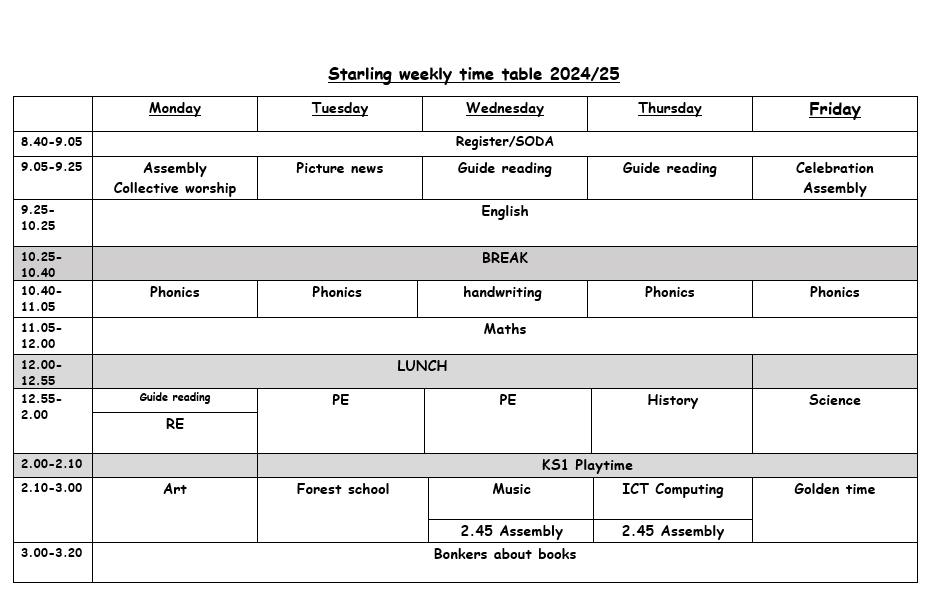 Starling weekly time table 2024/25
Monday Tuesday Wednesday Thursday Friday
8.40-9.05 Register/SODA
9.05-9.25 Assembly Picture news Guide reading Guide reading Celebration
Collective worship Assembly
9.25- English
10.25
10.25- BREAK
10.40
10.40- Phonics Phonics handwriting Phonics Phonics
11.05
11.05- Maths
12.00
12.00- LUNCH
12.55
12.55- Guide reading PE PE History Science
2.00 RE
2.00-2.10 KS1 Playtime
2.10-3.00 Art Forest school Music ICT Computing Golden time
2.45 Assembly 2.45 Assembly
3.00-3.20 Bonkers about books